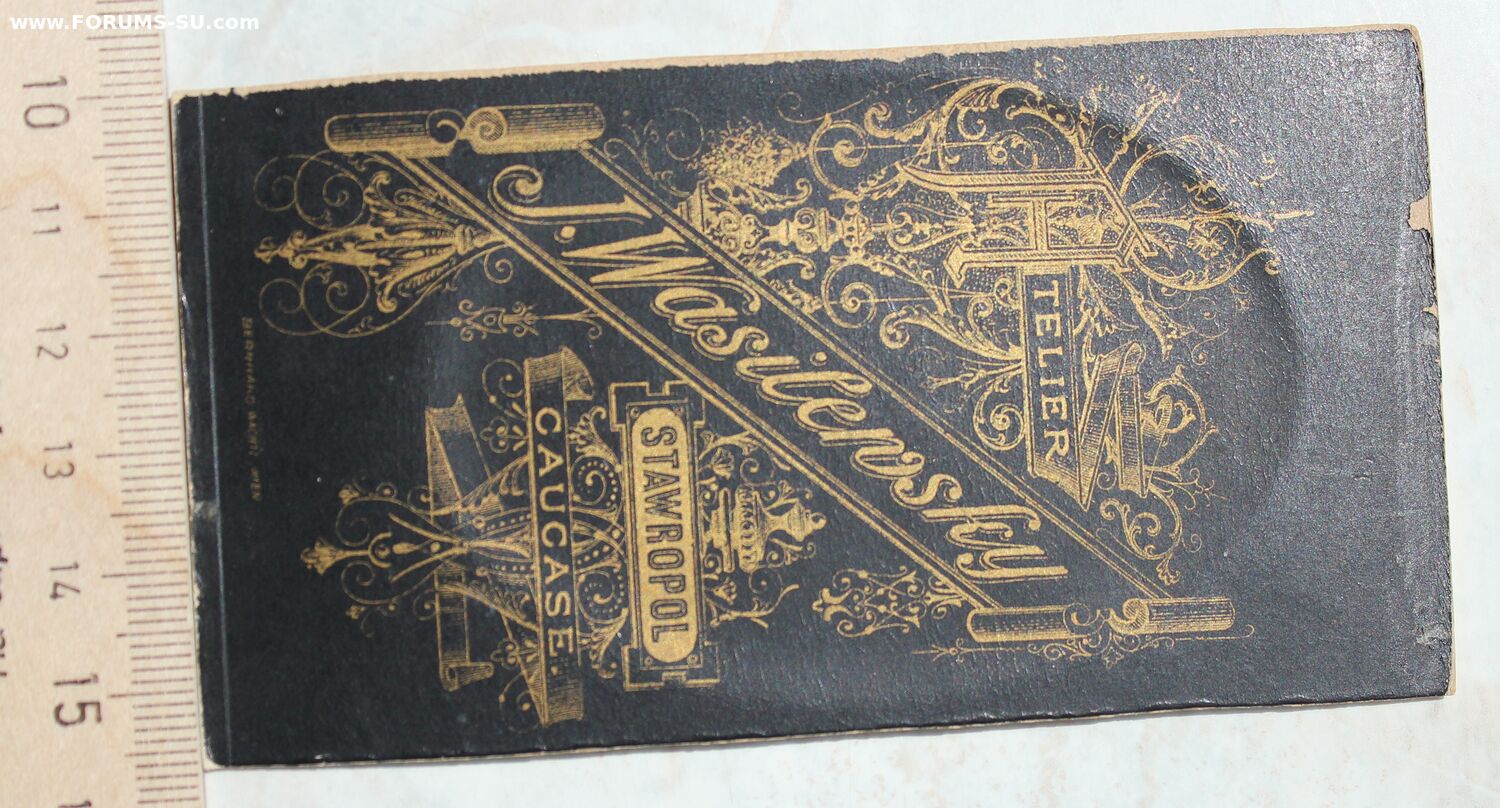 www.FORUMS-SU.com
ATELIER
J. Wasilewsky
STAWROPOL
CAUCASE.
10
11
12
13
14
15